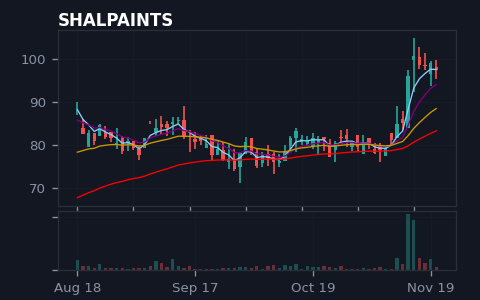 SHALPAINTS
100
90
80
70
Aug 18
Sep 17
Oct 19
Nov 19